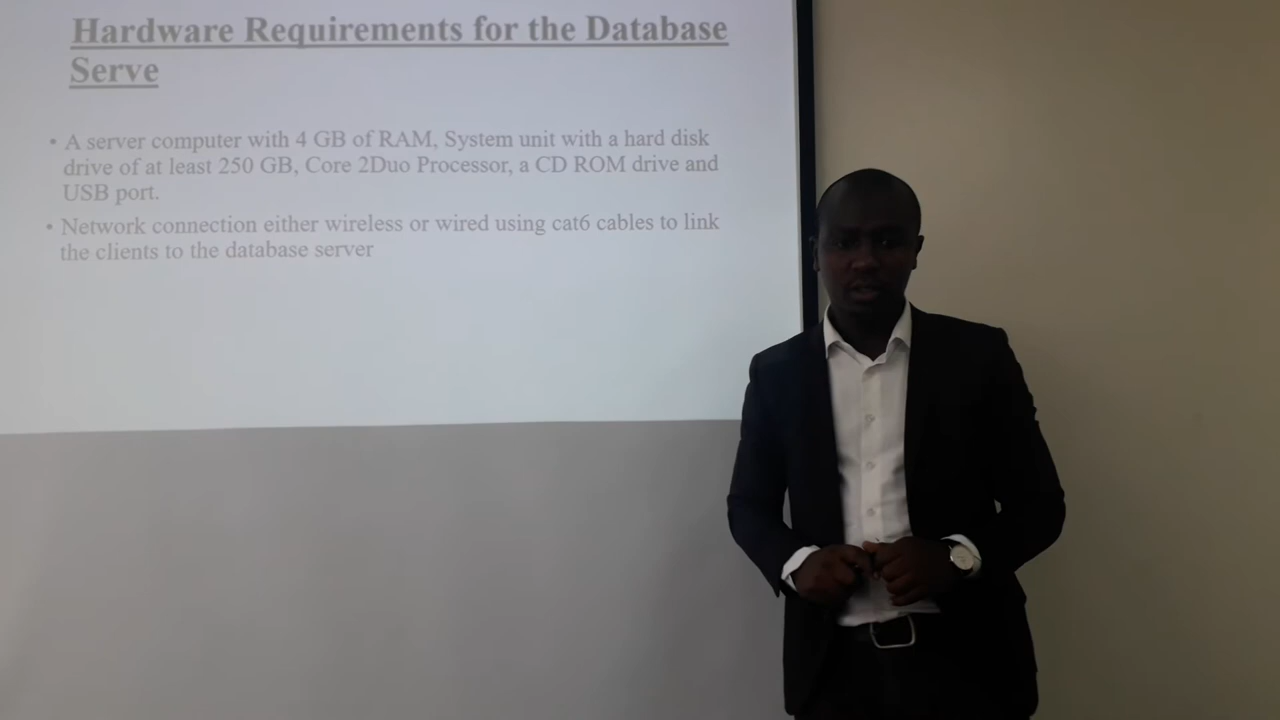 Hardware Requirements for the Database
Serve
• A server computer with 4 GB of RAM, System unit with a hard disk
drive of at least 250 GB, Core 2Duo Processor, a CD ROM drive and
USB port.
• Network connection either wireless or wired using cat6 cables to link
the clients to the database server